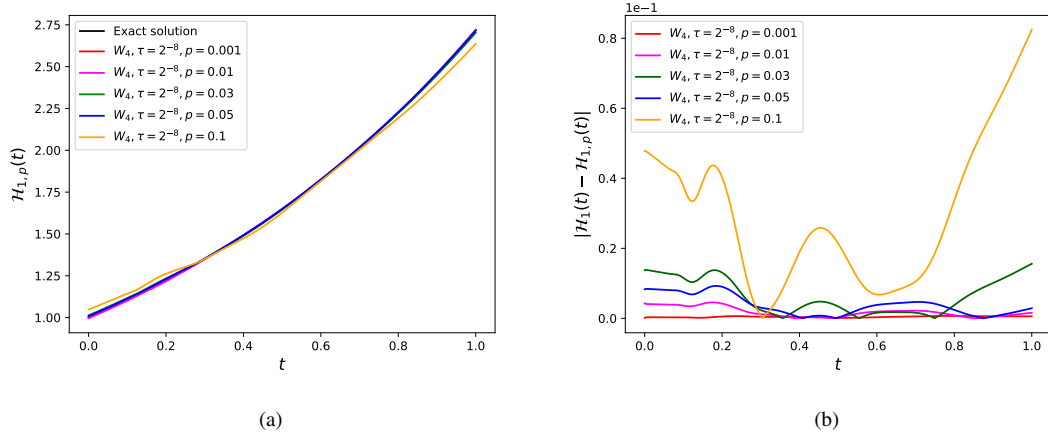 Exact solution
W₄, τ = 2⁻⁸, p = 0.001
W₄, τ = 2⁻⁸, p = 0.01
W₄, τ = 2⁻⁸, p = 0.03
W₄, τ = 2⁻⁸, p = 0.05
W₄, τ = 2⁻⁸, p = 0.1
2.75
2.50
2.25
2.00
1.75
1.50
1.25
1.00
ℋ₁,ₚ(t)
0.0 0.2 0.4 0.6 0.8 1.0
t
(a)
1e−1
W₄, τ = 2⁻⁸, p = 0.001
W₄, τ = 2⁻⁸, p = 0.01
W₄, τ = 2⁻⁸, p = 0.03
W₄, τ = 2⁻⁸, p = 0.05
W₄, τ = 2⁻⁸, p = 0.1
0.8
0.6
0.4
0.2
0.0
|ℋ₁(t) − ℋ₁,ₚ(t)|
0.0 0.2 0.4 0.6 0.8 1.0
t
(b)